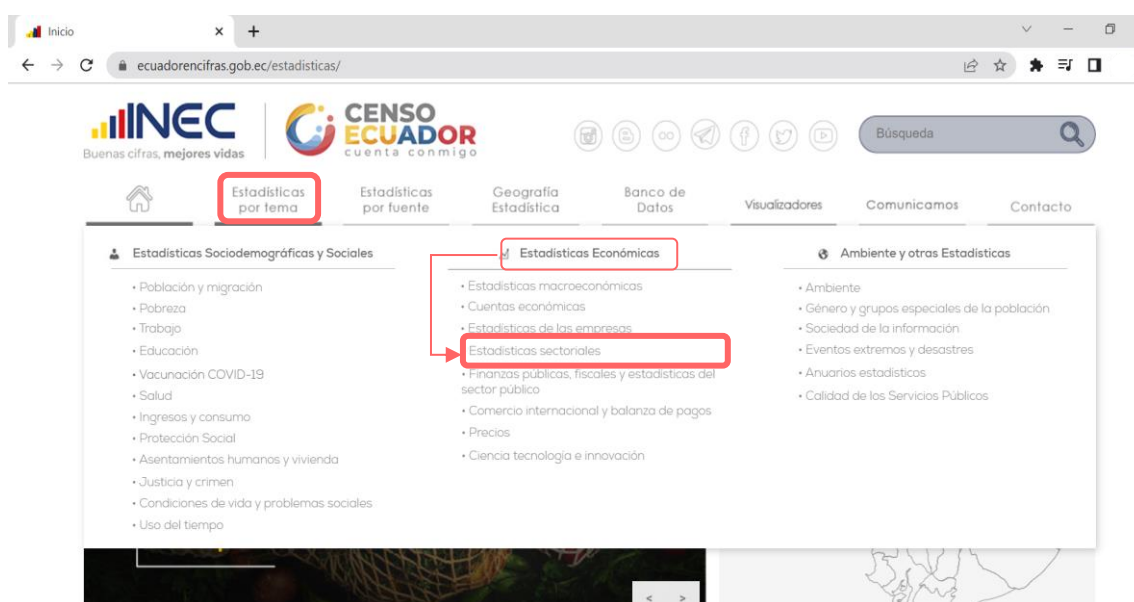 Inicio
ecuadorencifras.gob.ec/estadisticas/
INEC
Buenas cifras, mejores vidas
CENSO
ECUADOR
cuenta conmigo
Búsqueda
Estadísticas
por tema
Estadísticas
por fuente
Geografía
Estadística
Banco de
Datos
Visualizadores
Comunicamos
Contacto
Estadísticas Sociodemográficas y Sociales
• Población y migración
• Pobreza
• Trabajo
• Educación
• Vacunación COVID-19
• Salud
• Ingresos y consumo
• Protección Social
• Asentamientos humanos y vivienda
• Justicia y crimen
• Condiciones de vida y problemas sociales
• Uso del tiempo
Estadísticas Económicas
• Estadísticas macroeconómicas
• Cuentas económicas
• Estadísticas de las empresas
Estadísticas sectoriales
• Finanzas públicas, fiscales y estadísticas del
sector público
• Comercio internacional y balanza de pagos
• Precios
• Ciencia tecnología e innovación
Ambiente y otras Estadísticas
• Ambiente
• Género y grupos especiales de la población
• Sociedad de la información
• Eventos extremos y desastres
• Anuarios estadísticos
• Calidad de los Servicios Públicos
< >